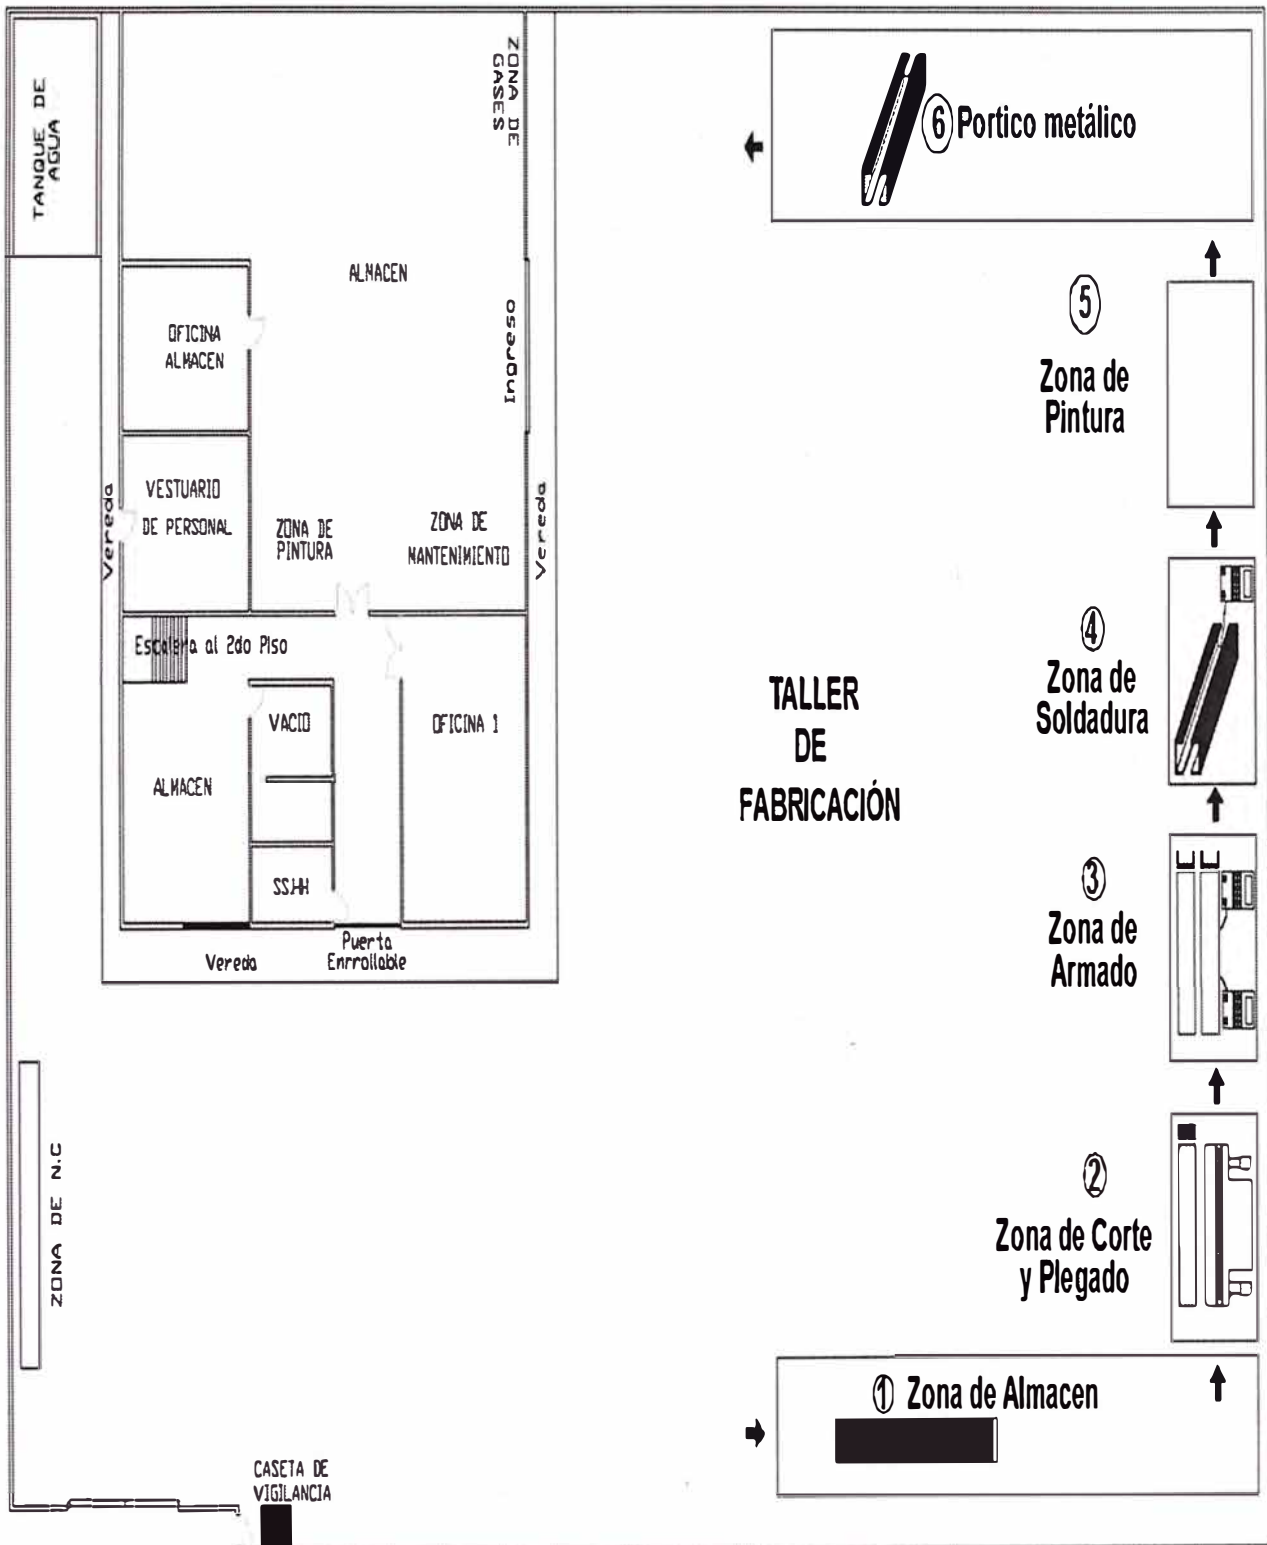 TANQUE DE
AGUA
ZONA DE
GASES
ALMACEN
OFICINA
ALMACEN
Ingreso
VESTUARIO
DE PERSONAL
Vereda
ZONA DE
PINTURA
ZONA DE
MANTENIMIENTO
Vereda
Escalera al 2do Piso
VACIO
OFICINA 1
ALMACEN
SS.HH
Vereda
Puerta
Enrrollable
ZONA DE N.C
CASETA DE
VIGILANCIA
TALLER
DE
FABRICACIÓN
6 Portico metálico
5
Zona de
Pintura
4
Zona de
Soldadura
3
Zona de
Armado
2
Zona de Corte
y Plegado
1 Zona de Almacen